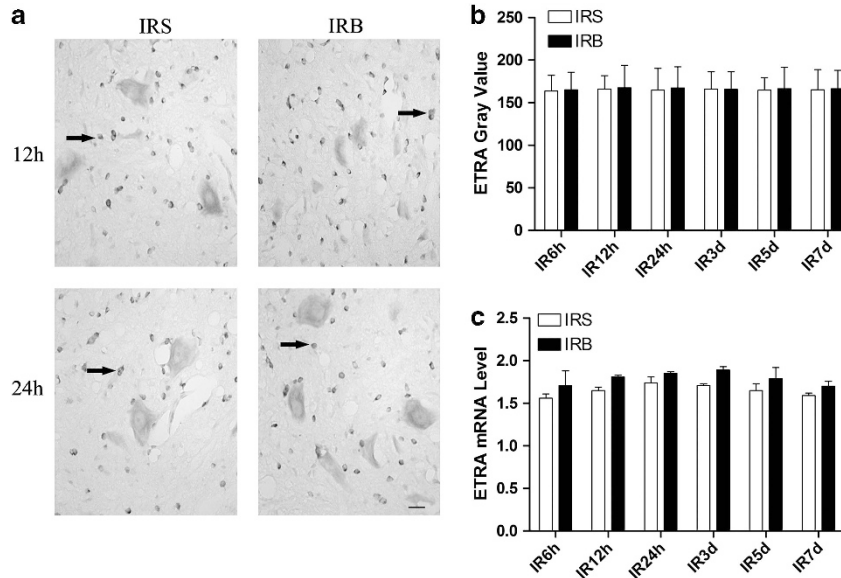 a
IRS
IRB
12h
24h
b
IRS
IRB
ETRA Gray Value
250
200
150
100
50
0
IR6h
IR12h
IR24h
IR3d
IR5d
IR7d
c
IRS
IRB
ETRA mRNA Level
2.5
2.0
1.5
1.0
0.5
0.0
IR6h
IR12h
IR24h
IR3d
IR5d
IR7d